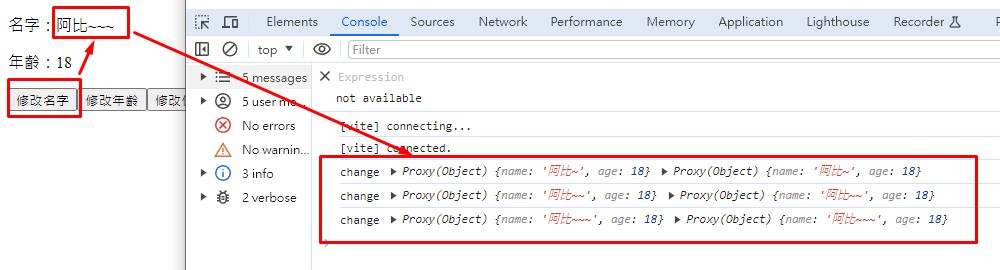 名字：阿比~~~
年齡：18
修改名字 修改年齡
Elements Console Sources Network Performance Memory Application Lighthouse Recorder
top Filter
5 messages
5 user me...
No errors
No warnin...
3 info
2 verbose
Expression
not available
[vite] connecting...
[vite] connected.
change Proxy(Object) {name: '阿比~', age: 18} Proxy(Object) {name: '阿比~', age: 18}
change Proxy(Object) {name: '阿比~~', age: 18} Proxy(Object) {name: '阿比~~', age: 18}
change Proxy(Object) {name: '阿比~~~', age: 18} Proxy(Object) {name: '阿比~~~', age: 18}